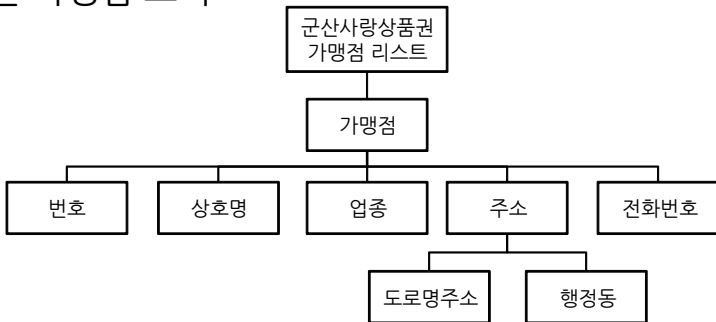 군산사랑상품권
가맹점 리스트
가맹점
번호
상호명
업종
주소
전화번호
도로명주소
행정동